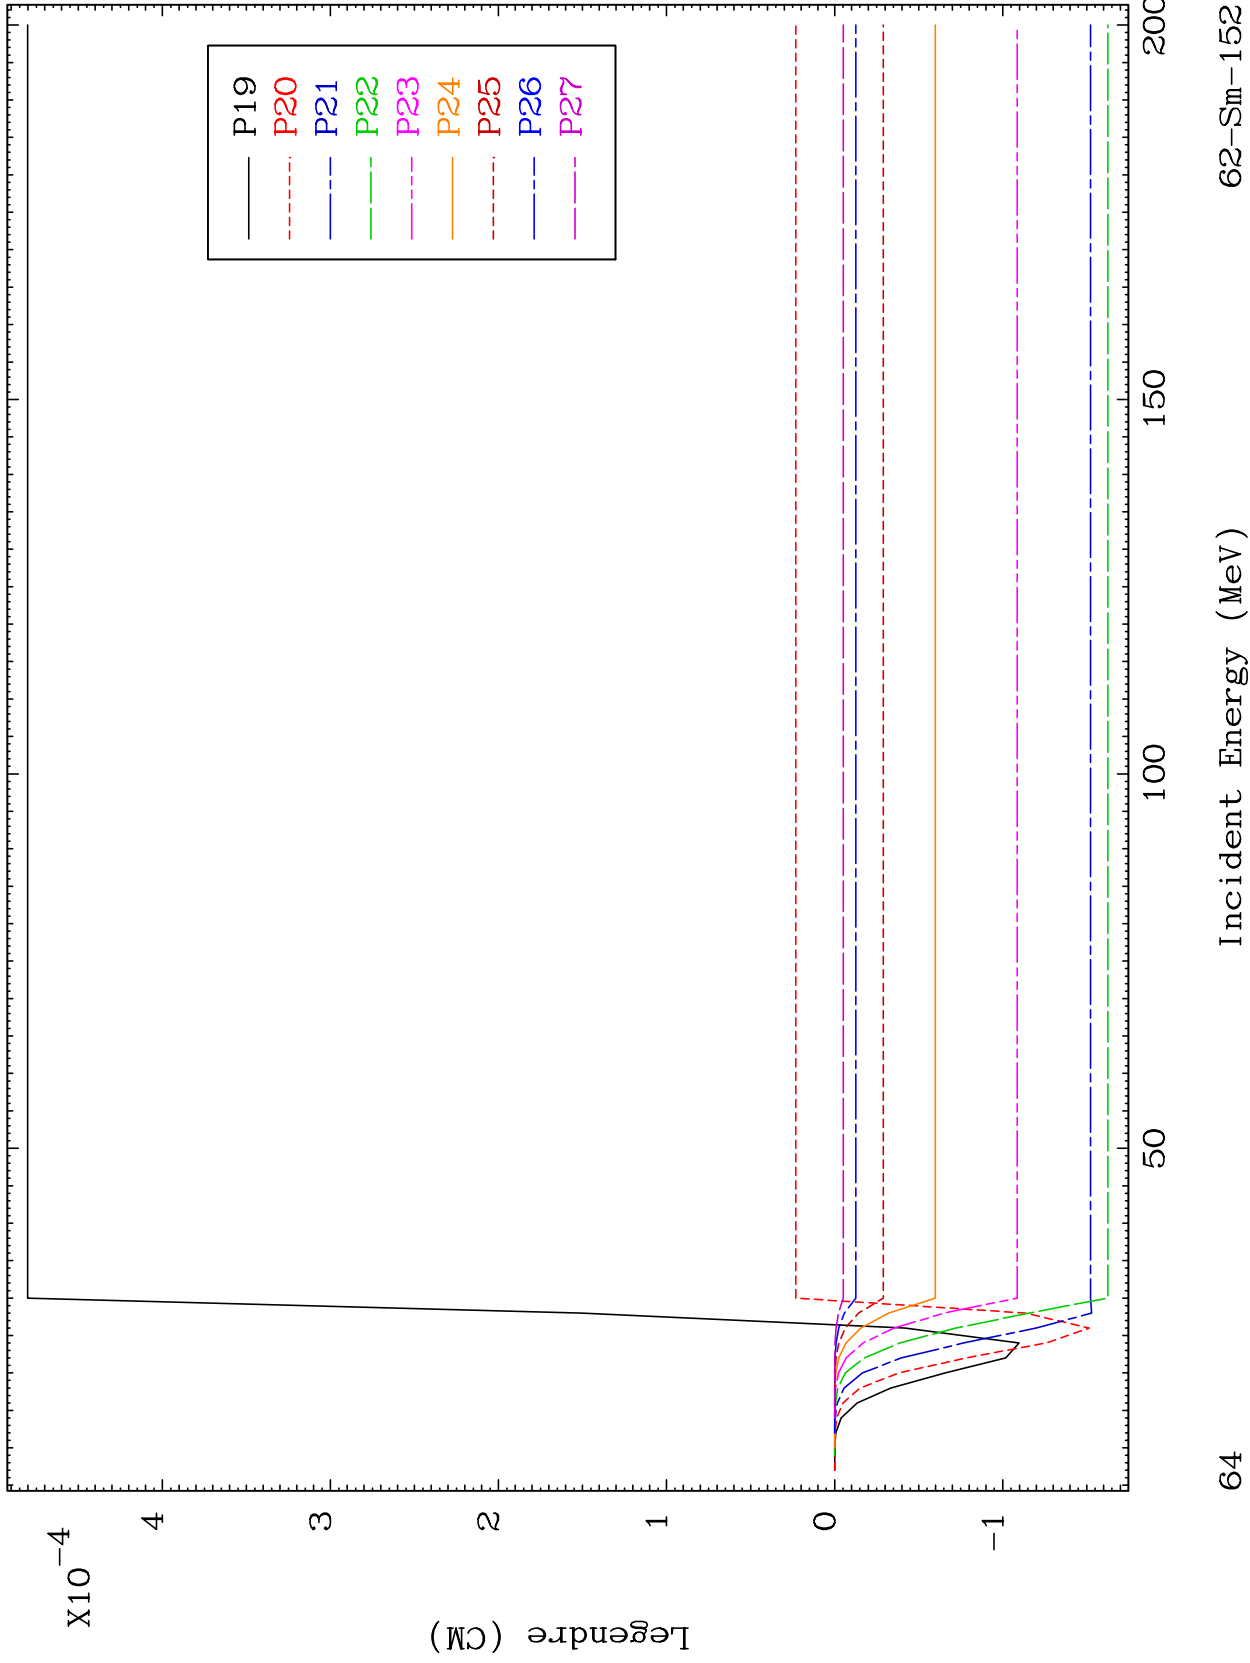 X10-4
4
3
2
1
0
-1
Legendre (CM)
P19
P20
P21
P22
P23
P24
P25
P26
P27
50
100
150
200
Incident Energy (MeV)
64
62-Sm-152